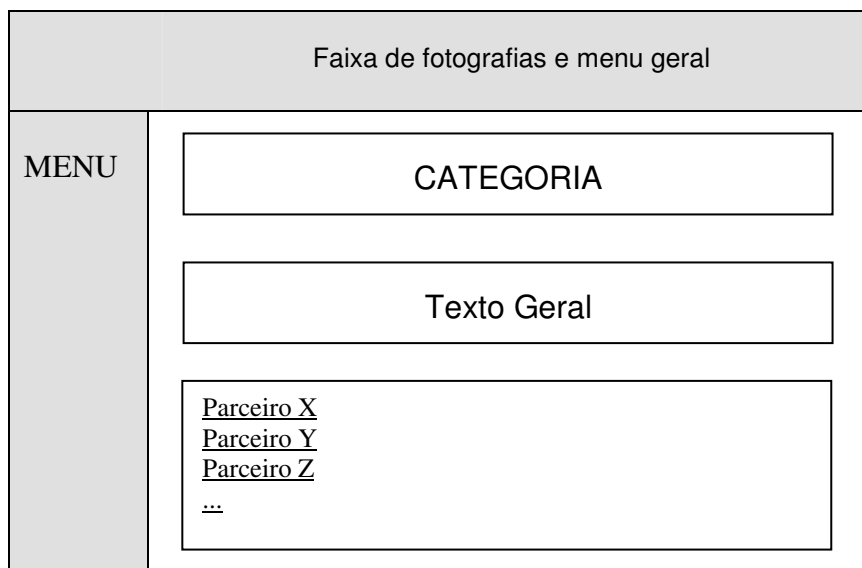 Faixa de fotografias e menu geral
MENU
CATEGORIA
Texto Geral
Parceiro X
Parceiro Y
Parceiro Z
...